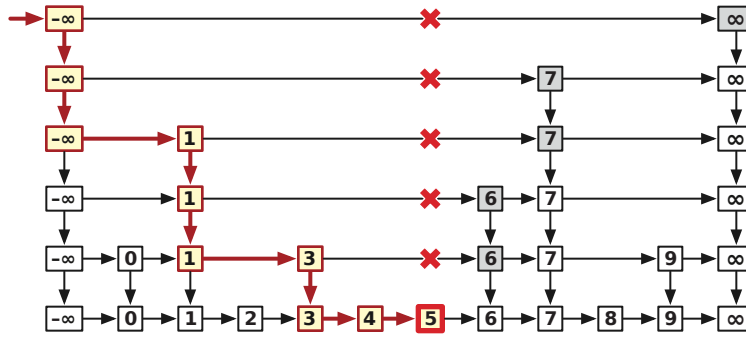 -∞ ∞
-∞ 7 ∞
-∞ 1 7 ∞
-∞ 1 6 7 ∞
-∞ 0 1 3 6 7 9 ∞
-∞ 0 1 2 3 4 5 6 7 8 9 ∞